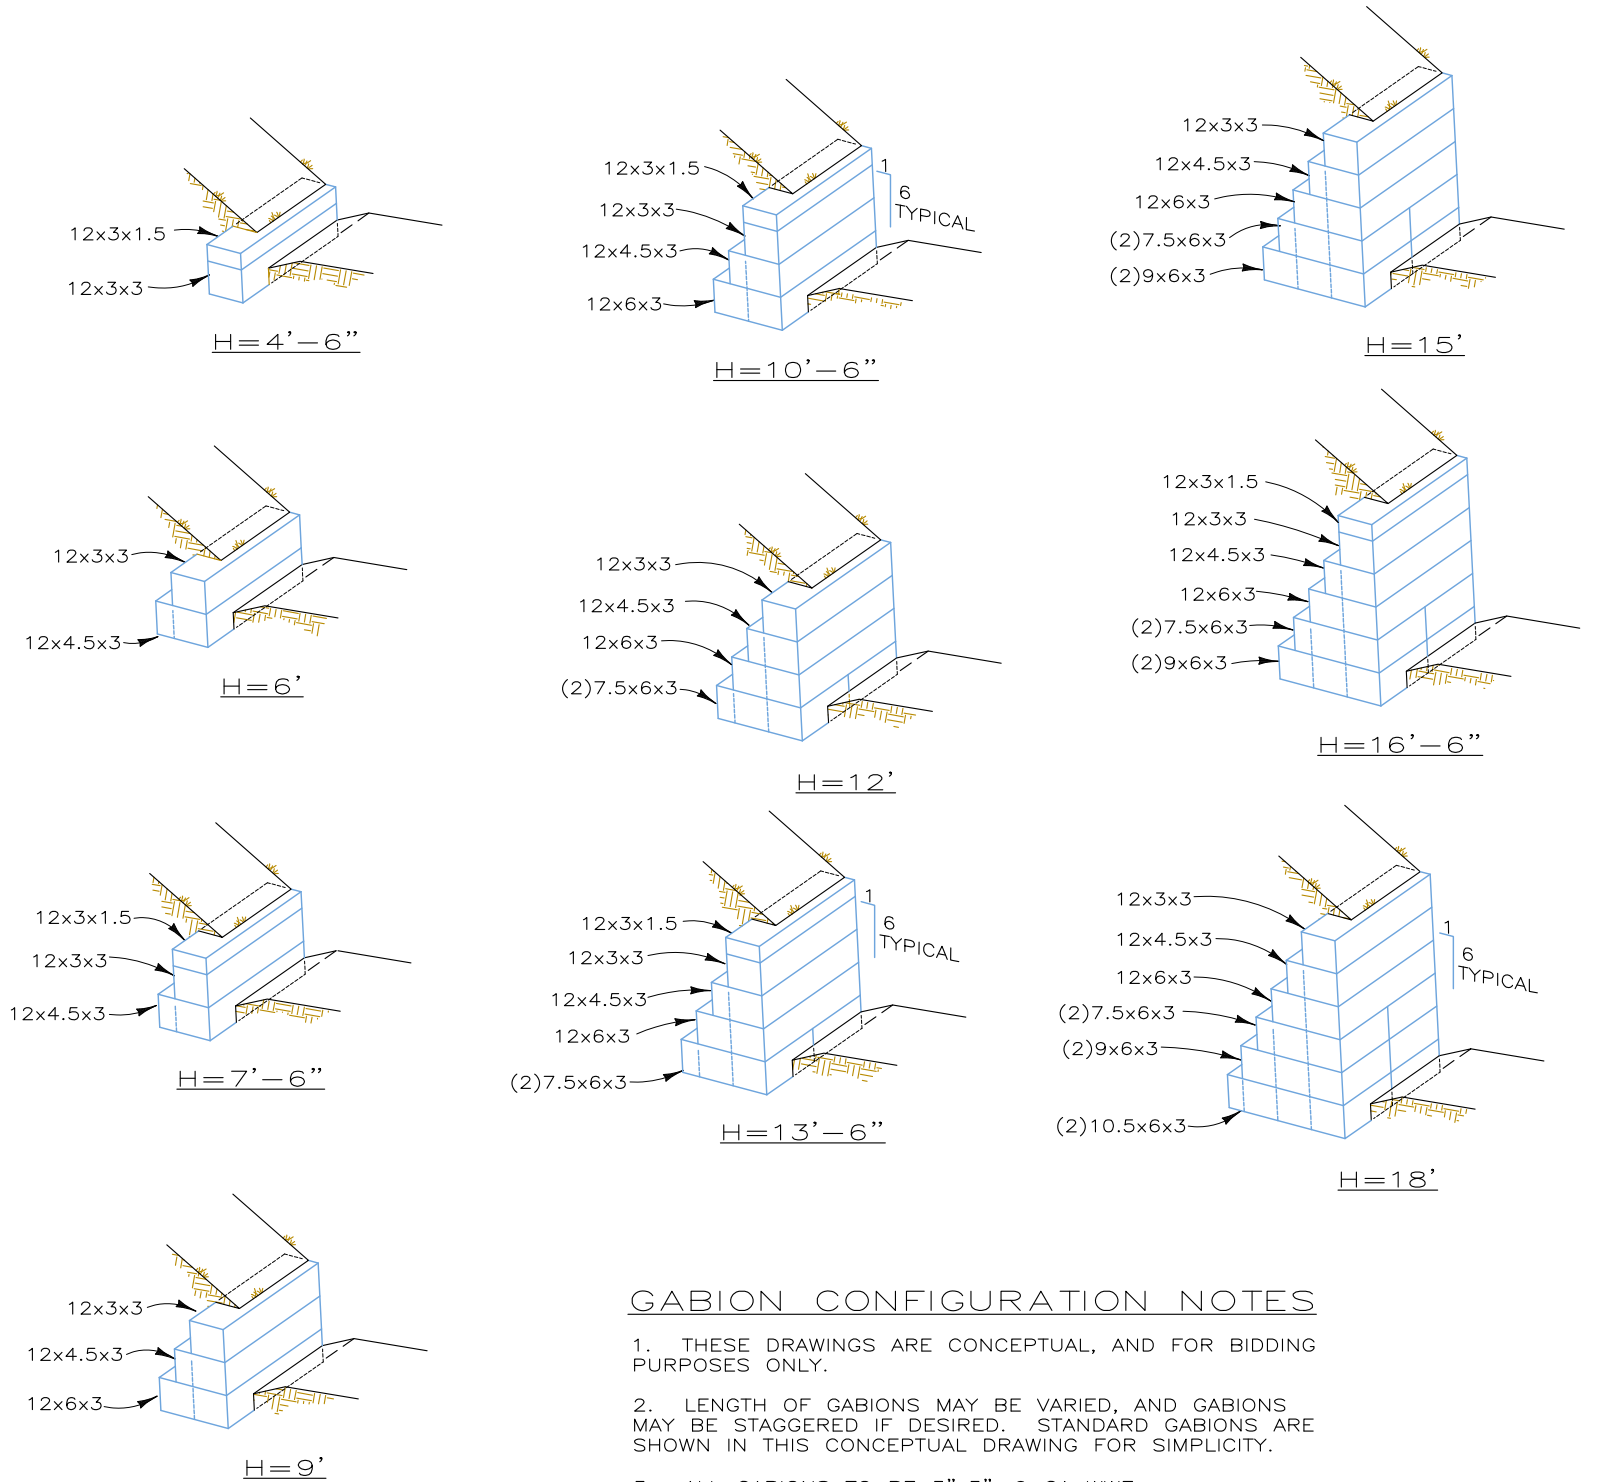 12x3x1.5
12x3x3
H=4'-6"
12x3x3
12x4.5x3
H=6'
12x3x1.5
12x3x3
12x4.5x3
H=7'-6"
12x3x3
12x4.5x3
12x6x3
H=9'
12x3x1.5
12x3x3
12x4.5x3
12x6x3
1
6
TYPICAL
H=10'-6"
12x3x3
12x4.5x3
12x6x3
(2)7.5x6x3
H=12'
12x3x1.5
12x3x3
12x4.5x3
12x6x3
(2)7.5x6x3
1
6
TYPICAL
H=13'-6"
12x3x3
12x4.5x3
12x6x3
(2)7.5x6x3
(2)9x6x3
H=15'
12x3x1.5
12x3x3
12x4.5x3
12x6x3
(2)7.5x6x3
(2)9x6x3
H=16'-6"
12x3x3
12x4.5x3
12x6x3
(2)7.5x6x3
(2)9x6x3
(2)10.5x6x3
1
6
TYPICAL
H=18'
GABION CONFIGURATION NOTES
1. THESE DRAWINGS ARE CONCEPTUAL, AND FOR BIDDING
PURPOSES ONLY.
2. LENGTH OF GABIONS MAY BE VARIED, AND GABIONS
MAY BE STAGGERED IF DESIRED. STANDARD GABIONS ARE
SHOWN IN THIS CONCEPTUAL DRAWING FOR SIMPLICITY.